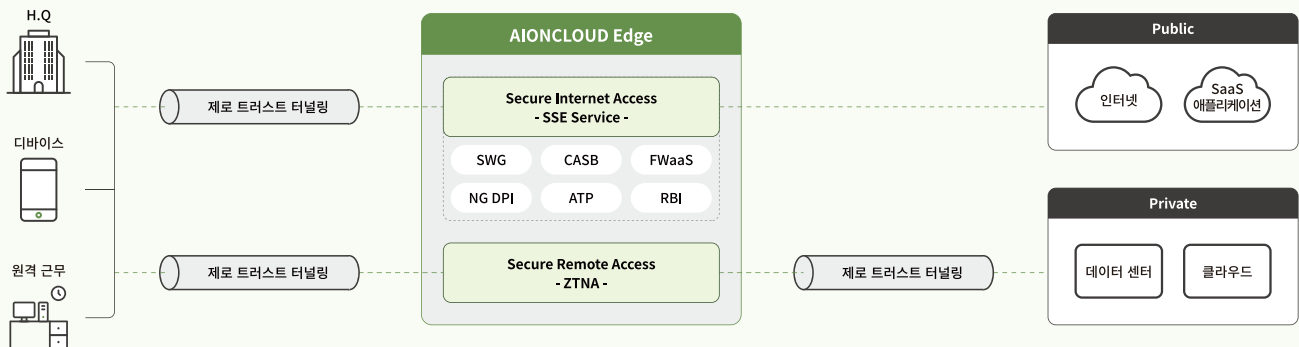 H.Q
디바이스
원격 근무
제로 트러스트 터널링
제로 트러스트 터널링
AIONCLOUD Edge
Secure Internet Access
- SSE Service -
SWG
CASB
FWaaS
NG DPI
ATP
RBI
Secure Remote Access
- ZTNA -
제로 트러스트 터널링
Public
인터넷
SaaS
애플리케이션
Private
데이터 센터
클라우드